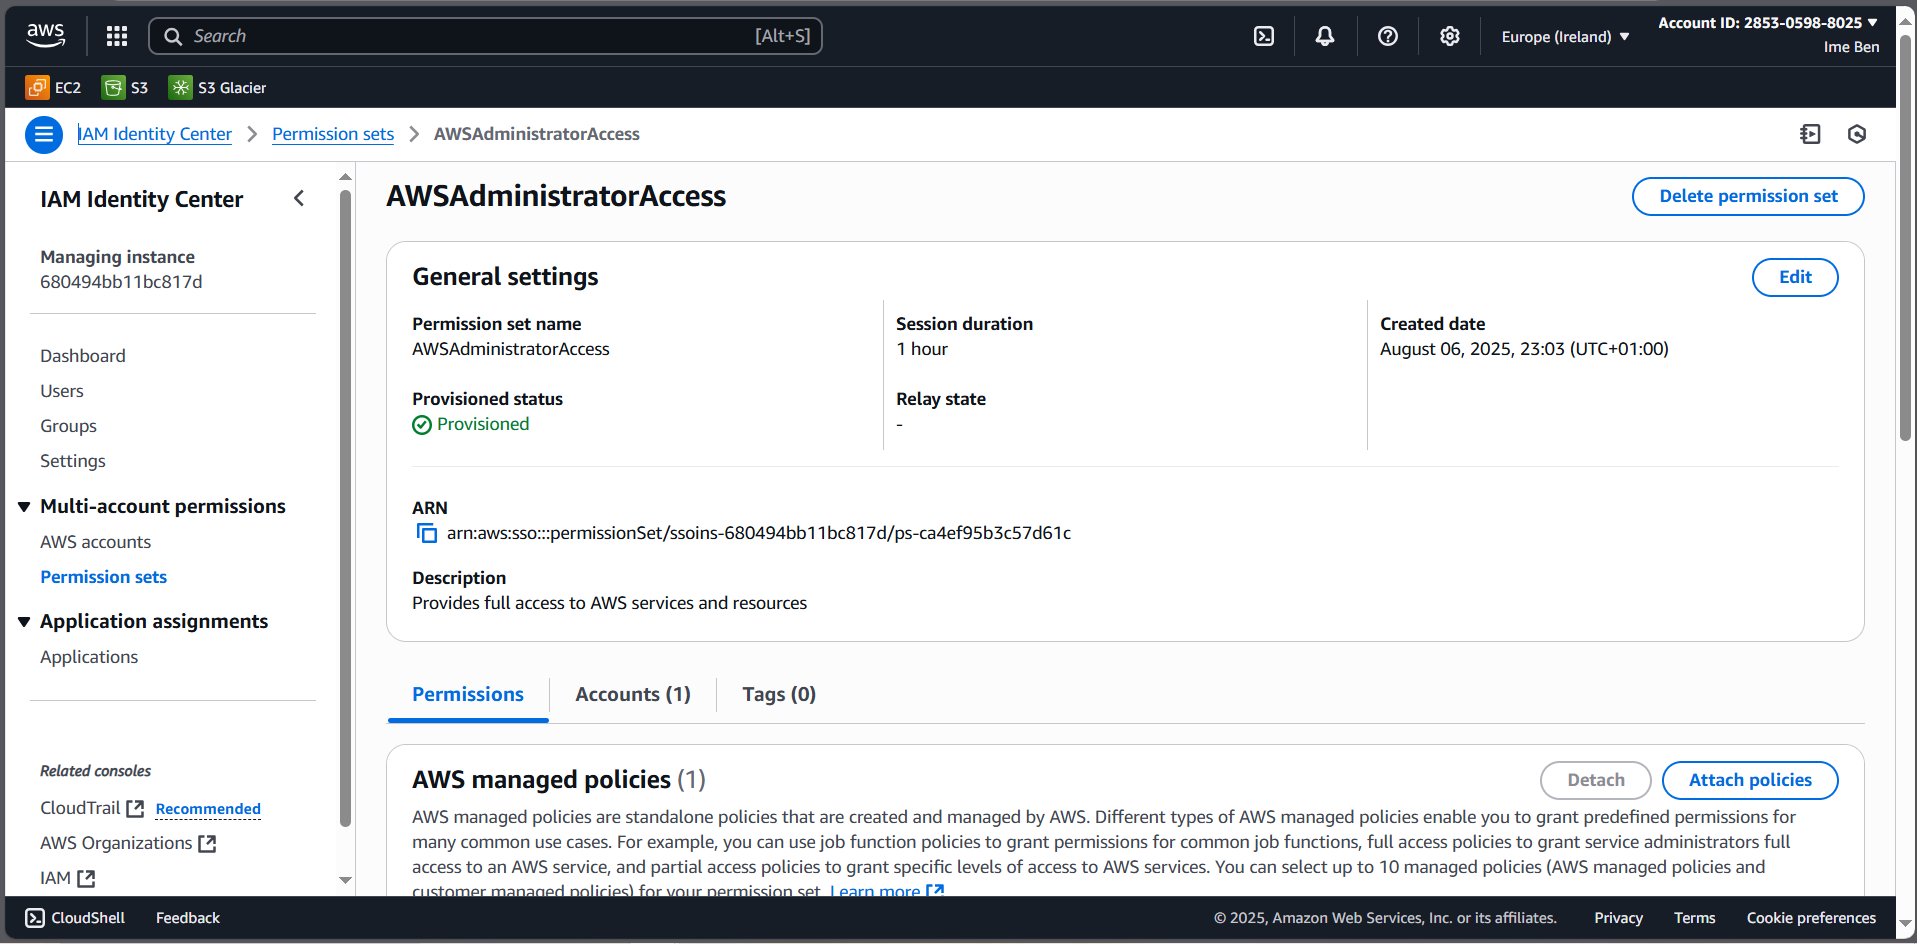 aws
Search [Alt+S]
Europe (Ireland) ▼
Account ID: 2853-0598-8025 ▼
Ime Ben
EC2 S3 S3 Glacier
IAM Identity Center > Permission sets > AWSAdministratorAccess
IAM Identity Center
Managing instance
680494bb11bc817d
Dashboard
Users
Groups
Settings
Multi-account permissions
AWS accounts
Permission sets
Application assignments
Applications
Related consoles
CloudTrail Recommended
AWS Organizations
IAM
AWSAdministratorAccess
Delete permission set
General settings
Edit
Permission set name
AWSAdministratorAccess
Provisioned status
Provisioned
Session duration
1 hour
Relay state
-
Created date
August 06, 2025, 23:03 (UTC+01:00)
ARN
arn:aws:sso:::permissionSet/ssoins-680494bb11bc817d/ps-ca4ef95b3c57d61c
Description
Provides full access to AWS services and resources
Permissions Accounts (1) Tags (0)
AWS managed policies (1)
Detach Attach policies
AWS managed policies are standalone policies that are created and managed by AWS. Different types of AWS managed policies enable you to grant predefined permissions for
many common use cases. For example, you can use job function policies to grant permissions for common job functions, full access policies to grant service administrators full
access to an AWS service, and partial access policies to grant specific levels of access to AWS services. You can select up to 10 managed policies (AWS managed policies and
customer managed policies) for your permission set. Learn more
CloudShell Feedback
© 2025, Amazon Web Services, Inc. or its affiliates. Privacy Terms Cookie preferences